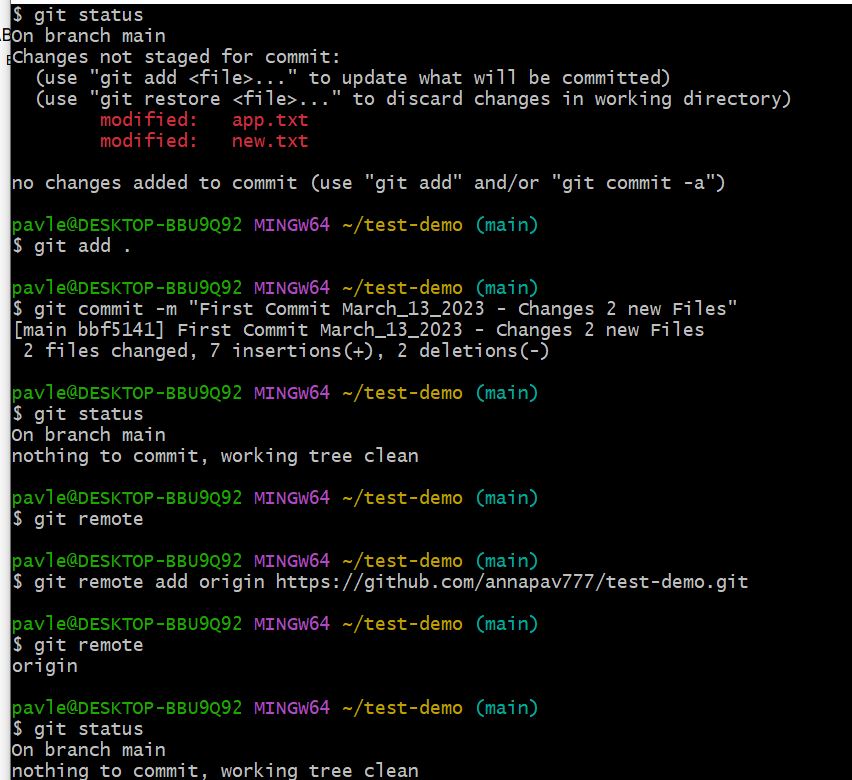 $ git status
On branch main
Changes not staged for commit:
  (use "git add <file>..." to update what will be committed)
  (use "git restore <file>..." to discard changes in working directory)
        modified:   app.txt
        modified:   new.txt

no changes added to commit (use "git add" and/or "git commit -a")

pavle@DESKTOP-BBU9Q92 MINGW64 ~/test-demo (main)
$ git add .

pavle@DESKTOP-BBU9Q92 MINGW64 ~/test-demo (main)
$ git commit -m "First Commit March_13_2023 - Changes 2 new Files"
[main bbf5141] First Commit March_13_2023 - Changes 2 new Files
 2 files changed, 7 insertions(+), 2 deletions(-)

pavle@DESKTOP-BBU9Q92 MINGW64 ~/test-demo (main)
$ git status
On branch main
nothing to commit, working tree clean

pavle@DESKTOP-BBU9Q92 MINGW64 ~/test-demo (main)
$ git remote

pavle@DESKTOP-BBU9Q92 MINGW64 ~/test-demo (main)
$ git remote add origin https://github.com/annapav777/test-demo.git

pavle@DESKTOP-BBU9Q92 MINGW64 ~/test-demo (main)
$ git remote
origin

pavle@DESKTOP-BBU9Q92 MINGW64 ~/test-demo (main)
$ git status
On branch main
nothing to commit, working tree clean